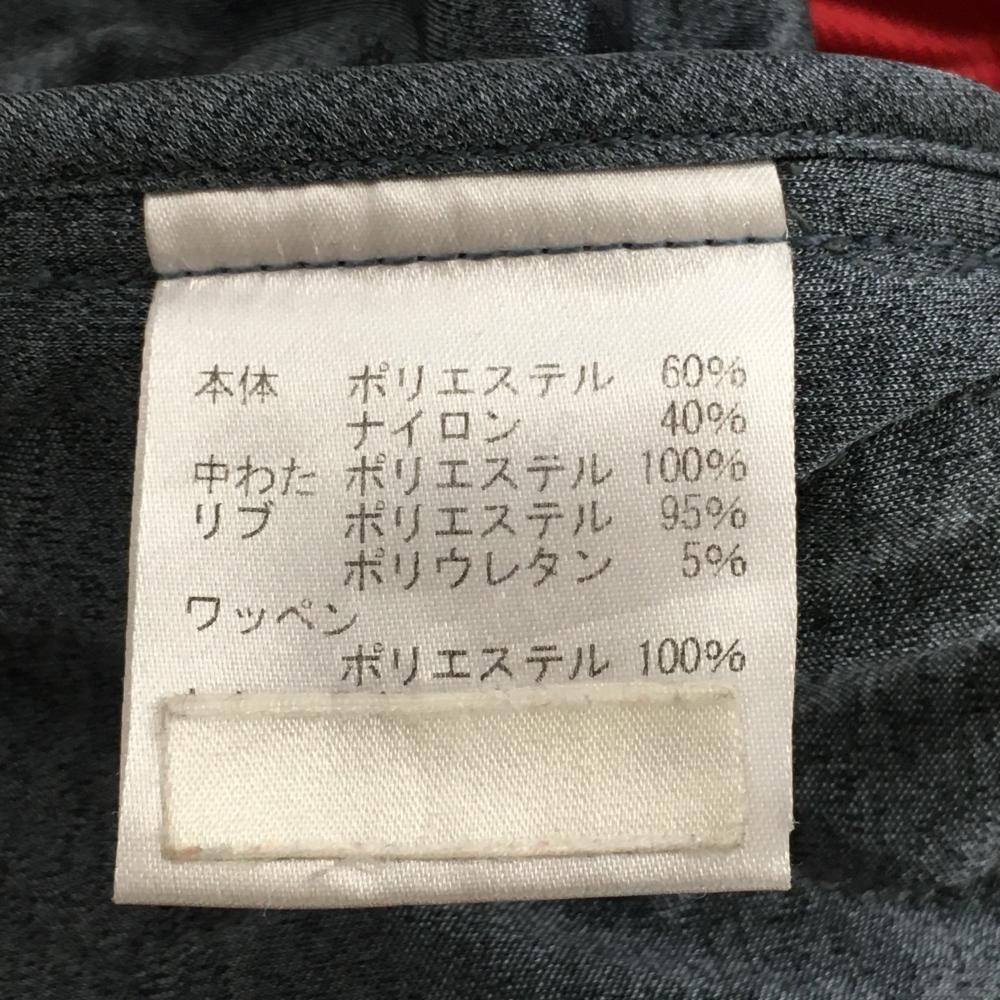 本体 ポリエステル 60%
ナイロン 40%
中わた ポリエステル 100%
リブ ポリエステル 95%
ポリウレタン 5%
ワッペン
ポリエステル 100%